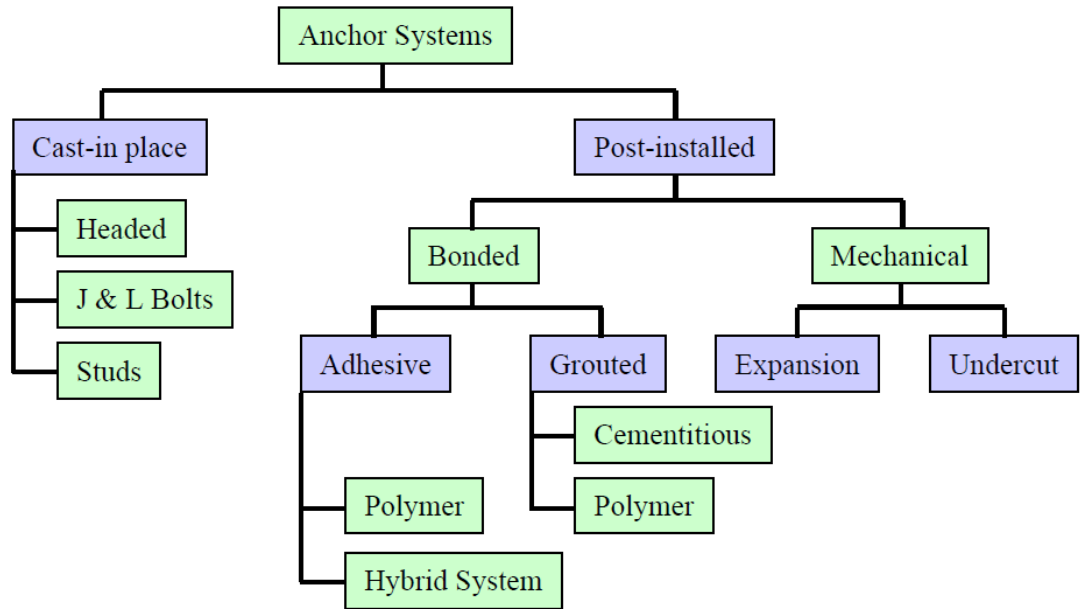 Anchor Systems
Cast-in place
Post-installed
Headed
J & L Bolts
Studs
Bonded
Mechanical
Adhesive
Grouted
Expansion
Undercut
Cementitious
Polymer
Polymer
Hybrid System